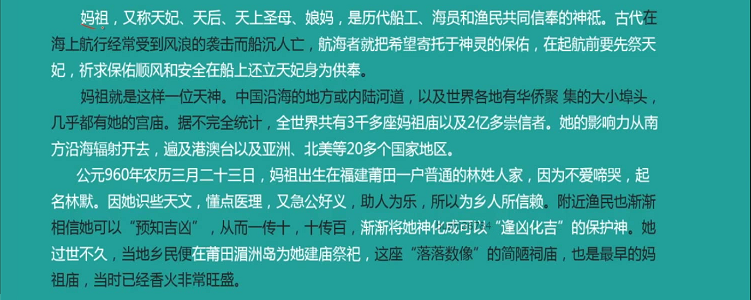 妈祖，又称天妃、天后、天上圣母、娘妈，是历代船工、海员和渔民共同信奉的神祇。古代在
海上航行经常受到风浪的袭击而船沉人亡，航海者就把希望寄托于神灵的保佑，在起航前要先祭天
妃，祈求保佑顺风和安全在船上还立天妃身为供奉。
妈祖就是这样一位天神。中国沿海的地方或内陆河道，以及世界各地有华侨聚 集的大小埠头，
几乎都有她的宫庙。据不完全统计，全世界共有3千多座妈祖庙以及2亿多崇信者。她的影响力从南
方沿海辐射开去，遍及港澳台以及亚洲、北美等20多个国家地区。
公元960年农历三月二十三日，妈祖出生在福建莆田一户普通的林姓人家，因为不爱啼哭，起
名林默。因她识些天文，懂点医理，又急公好义，助人为乐，所以为乡人所信赖。附近渔民也渐渐
相信她可以“预知吉凶”，从而一传十，十传百，渐渐将她神化成可以“逢凶化吉”的保护神。她
过世不久，当地乡民便在莆田湄洲岛为她建庙祭祀，这座“落落数像”的简陋祠庙，也是最早的妈
祖庙，当时已经香火非常旺盛。